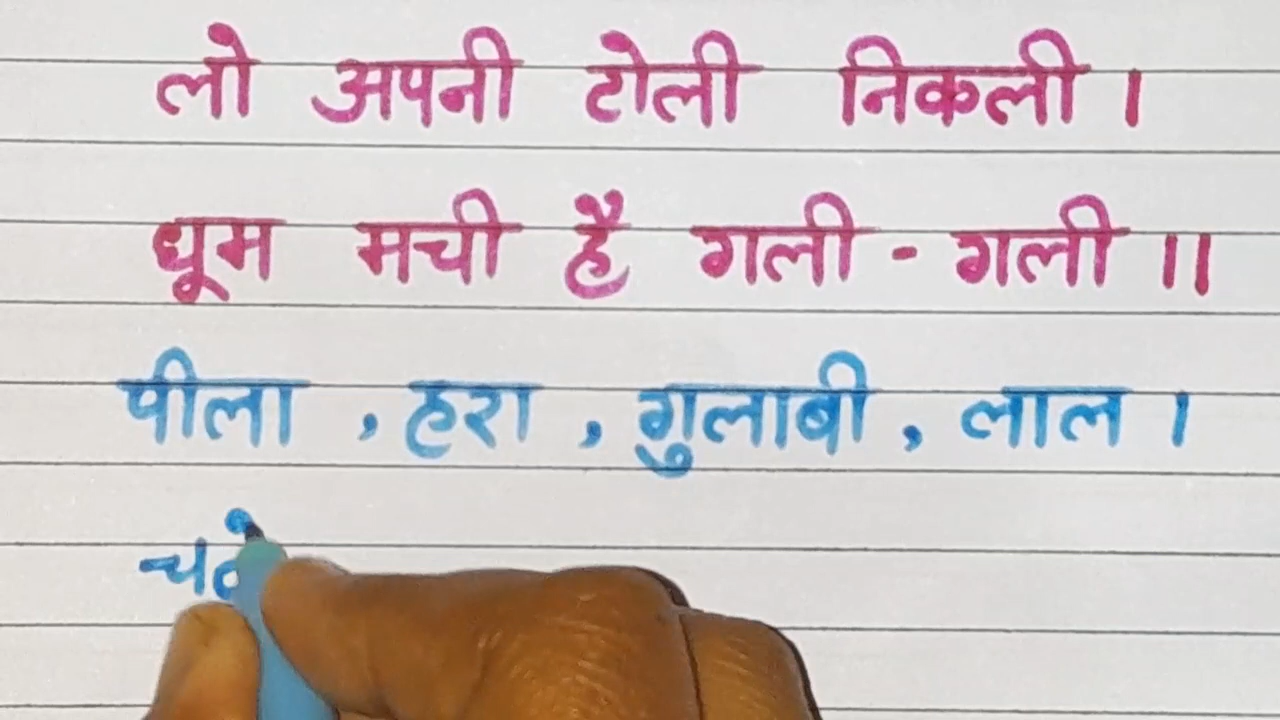 लो अपनी टोली निकली ।
धूम मची है गली - गली ।।
पीला , हरा , गुलाबी , लाल ।